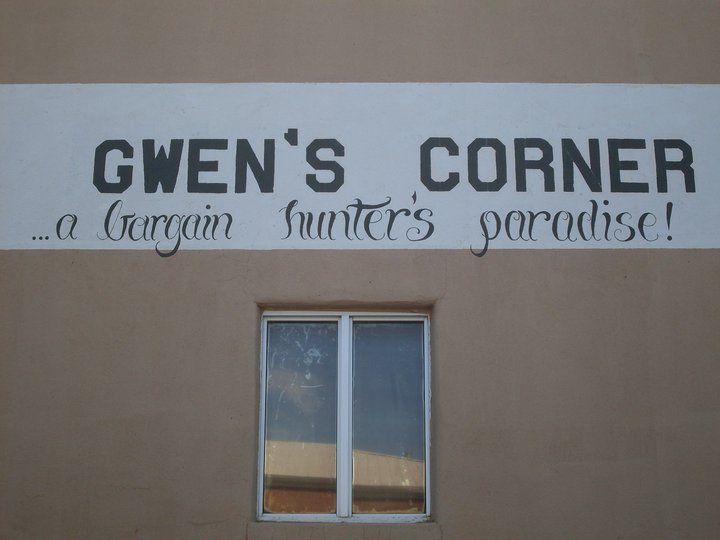 GWEN'S CORNER
...a bargain hunter's paradise!